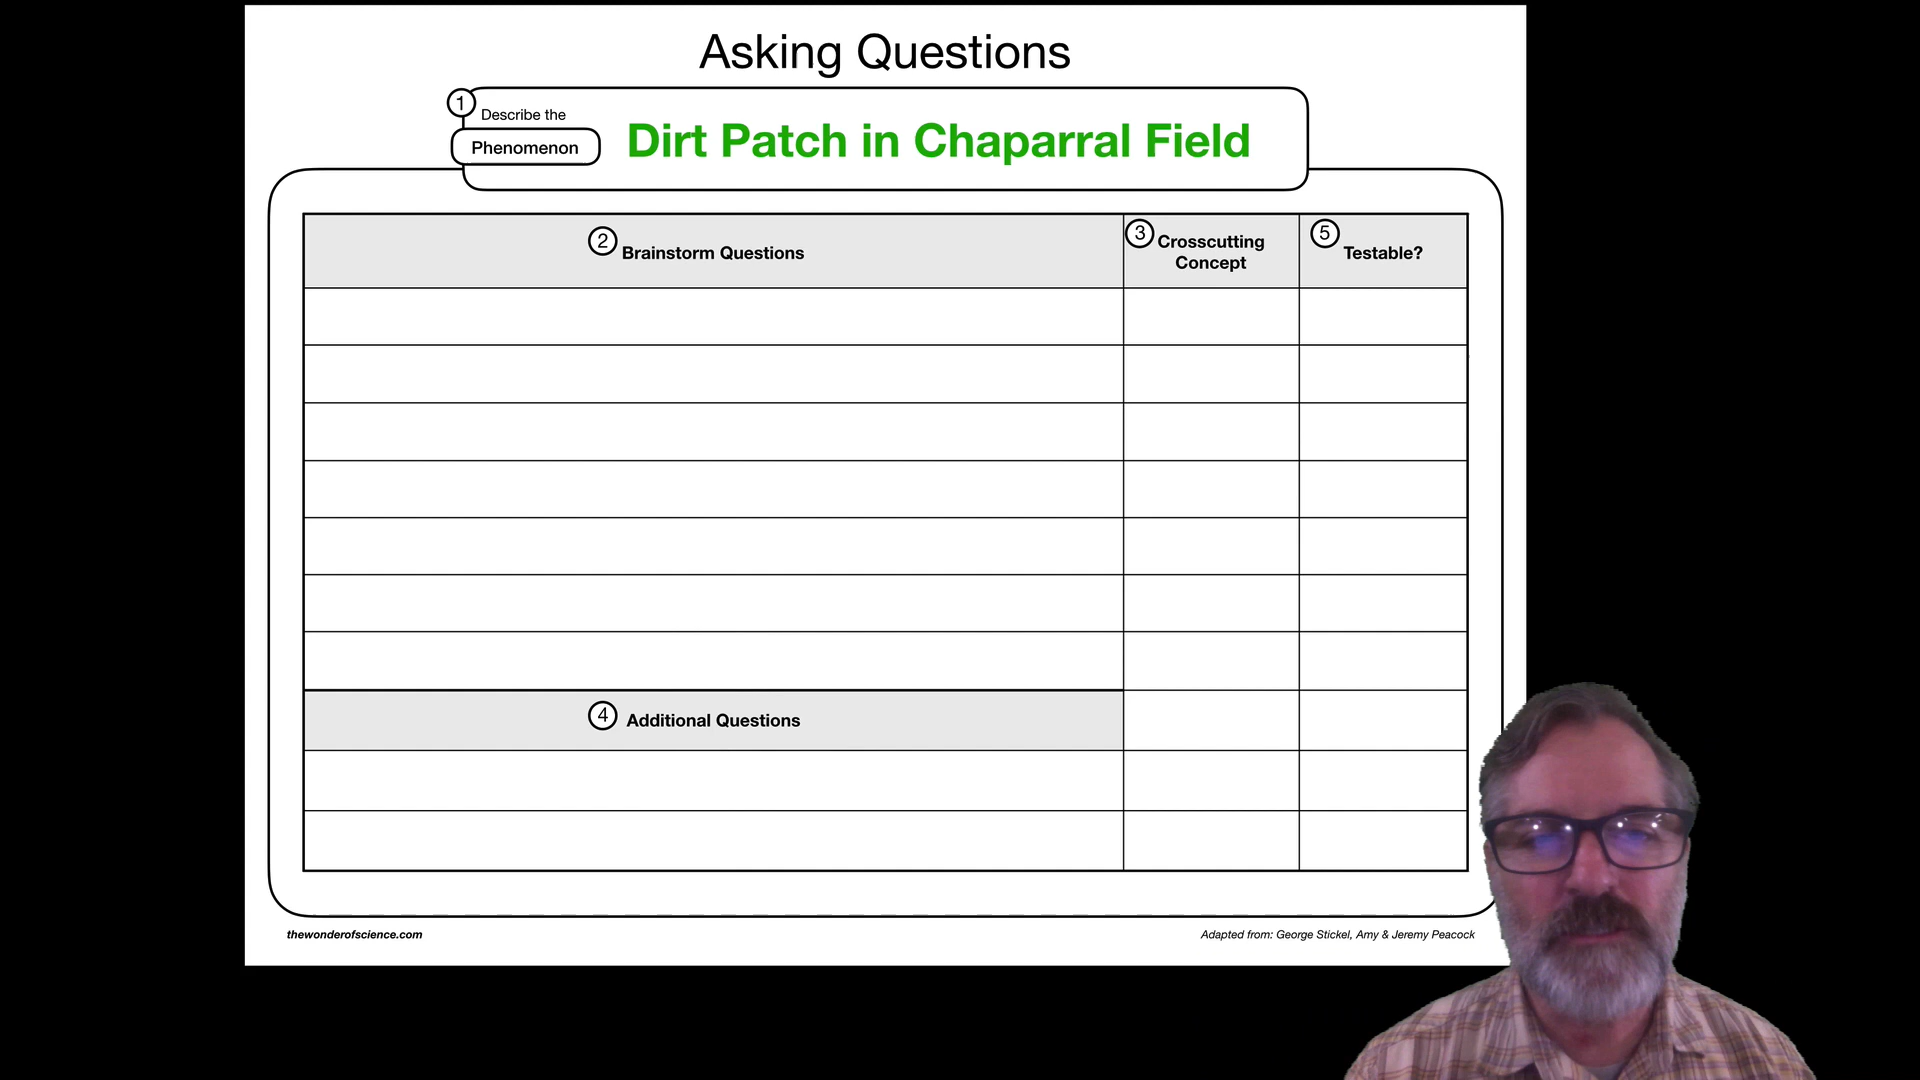 Asking Questions
1
Describe the
Phenomenon
Dirt Patch in Chaparral Field
2 Brainstorm Questions
3 Crosscutting
Concept
5 Testable?
4 Additional Questions
thewonderofscience.com
Adapted from: George Stickel, Amy & Jeremy Peacock